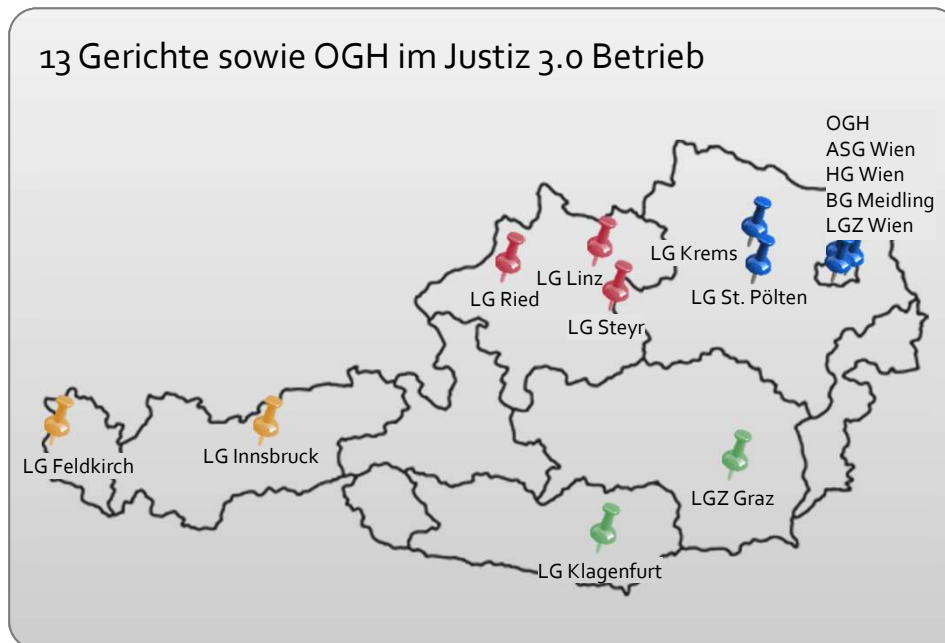 13 Gerichte sowie OGH im Justiz 3.0 Betrieb
OGH
ASG Wien
HG Wien
BG Meidling
LGZ Wien
LG Krems
LG Linz
LG Ried
LG St. Pölten
LG Steyr
LG Feldkirch
LG Innsbruck
LGZ Graz
LG Klagenfurt